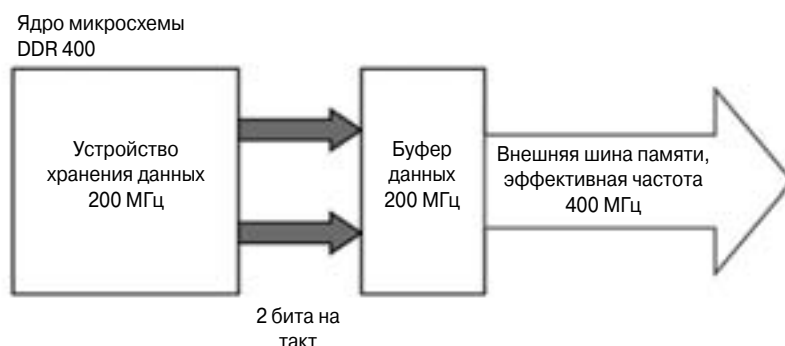 Ядро микросхемы
DDR 400
Устройство
хранения данных
200 МГц
Буфер
данных
200 МГц
Внешняя шина памяти,
эффективная частота
400 МГц
2 бита на
такт